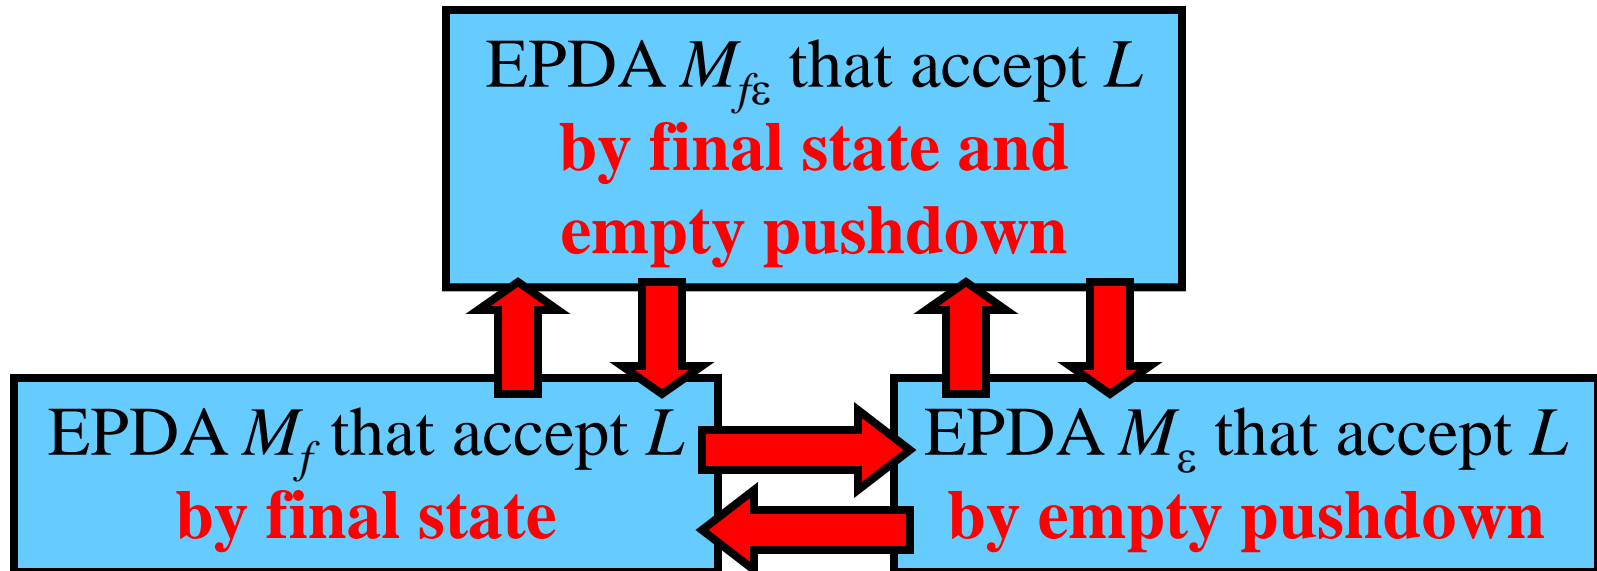 EPDA M_fε that accept L
by final state and
empty pushdown
EPDA M_f that accept L
by final state
EPDA M_ε that accept L
by empty pushdown